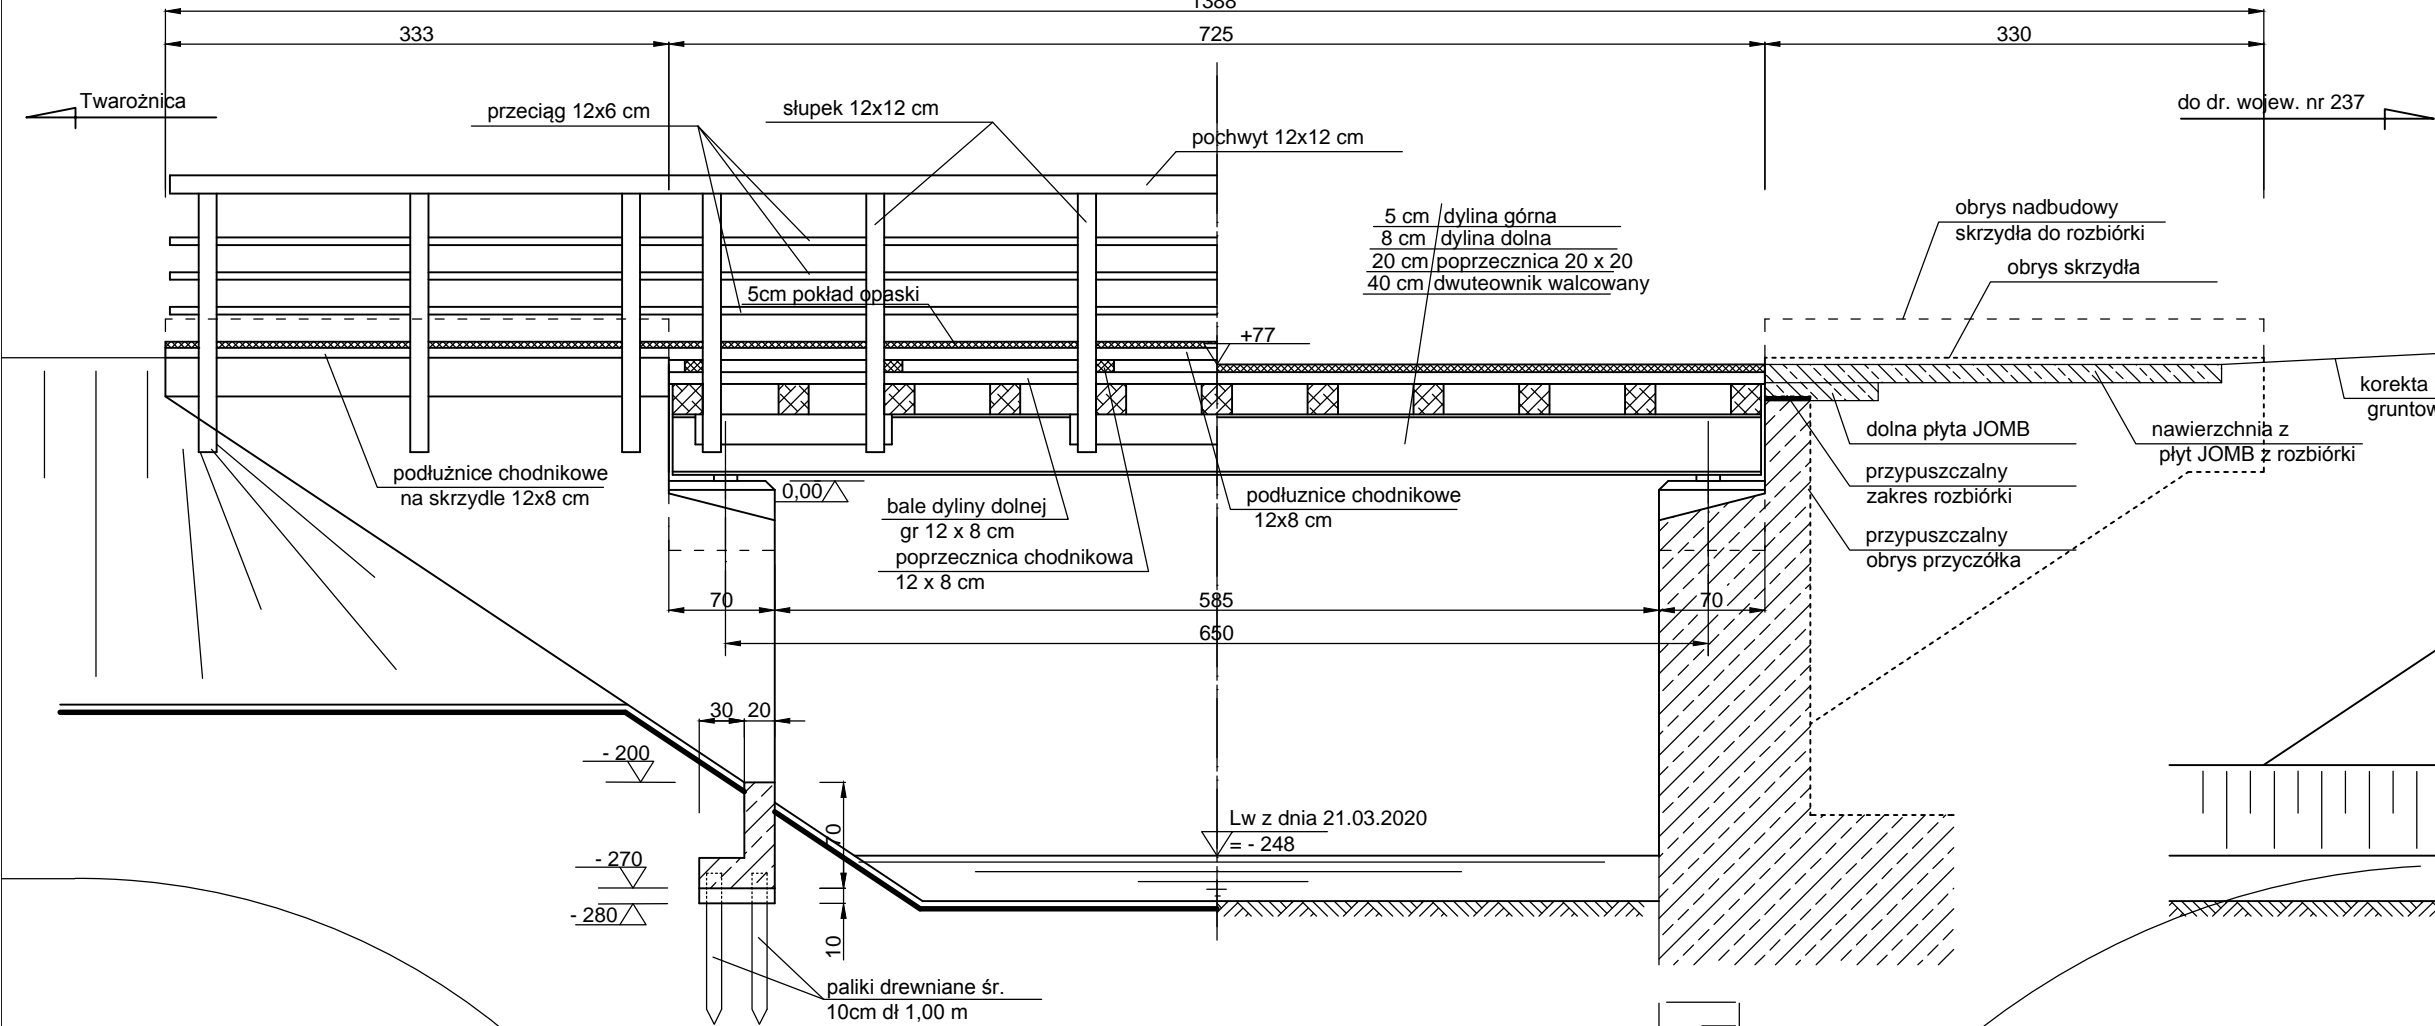 1388
333
725
330
Twarożnica
przeciąg 12x6 cm
słupek 12x12 cm
pochwyt 12x12 cm
do dr. wojew. nr 237
5 cm dylina górna
8 cm dylina dolna
20 cm poprzecznica 20 x 20
40 cm dwuteownik walcowany
obrys nadbudowy
skrzydła do rozbiórki
obrys skrzydła
5cm pokład opaski
+77
korekta
gruntow
dolna płyta JOMB
nawierzchnia z
płyt JOMB z rozbiórki
podłużnice chodnikowe
na skrzydle 12x8 cm
przypuszczalny
zakres rozbiórki
0,00
bale dyliny dolnej
gr 12 x 8 cm
podłuznice chodnikowe
12x8 cm
przypuszczalny
obrys przyczółka
poprzecznica chodnikowa
12 x 8 cm
70
585
70
650
30
20
- 200
70
Lw z dnia 21.03.2020
= - 248
- 270
- 280
10
paliki drewniane śr.
10cm dł 1,00 m